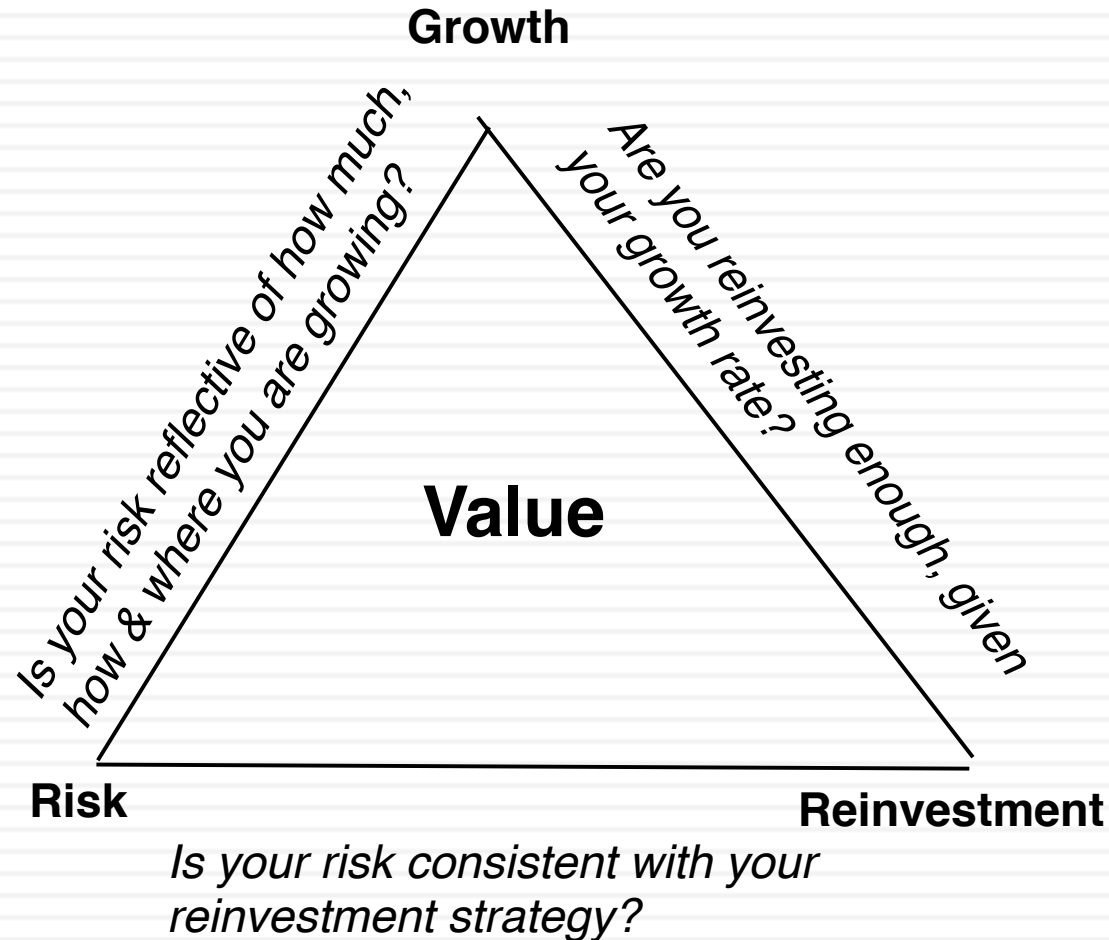 Growth
Is your risk reflective of how much,
how & where you are growing?
Are you reinvesting enough, given
your growth rate?
Value
Risk
Reinvestment
Is your risk consistent with your
reinvestment strategy?